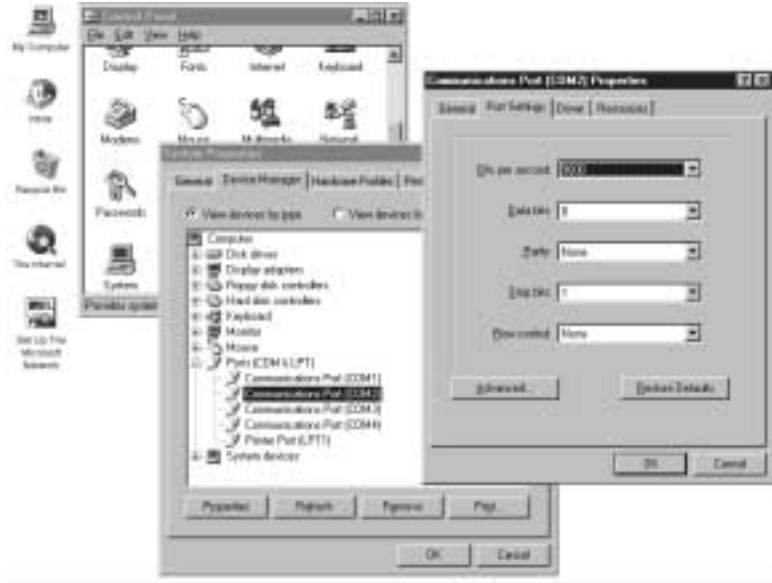 My Computer
Inbox
Recycle Bin
The Internet
Set Up The
Microsoft
Network
Control Panel
File Edit View Help
Display Fonts Internet Keyboard
Modems Mouse Multimedia Network
Passwords
System
Provides system
System Properties
General Device Manager Hardware Profiles
View devices by type View devices
Computer
Disk drives
Display adapters
Floppy disk controllers
Hard disk controllers
Keyboard
Monitor
Mouse
Ports (COM & LPT)
Communications Port (COM1)
Communications Port (COM2)
Communications Port (COM3)
Communications Port (COM4)
Printer Port (LPT1)
System devices
Properties Refresh Remove Print...
OK Cancel
Communications Port (COM2) Properties
General Port Settings Driver Resources
Bits per second:
Data bits: 8
Parity: None
Stop bits: 1
Flow control: None
Advanced... Restore Defaults
OK Cancel